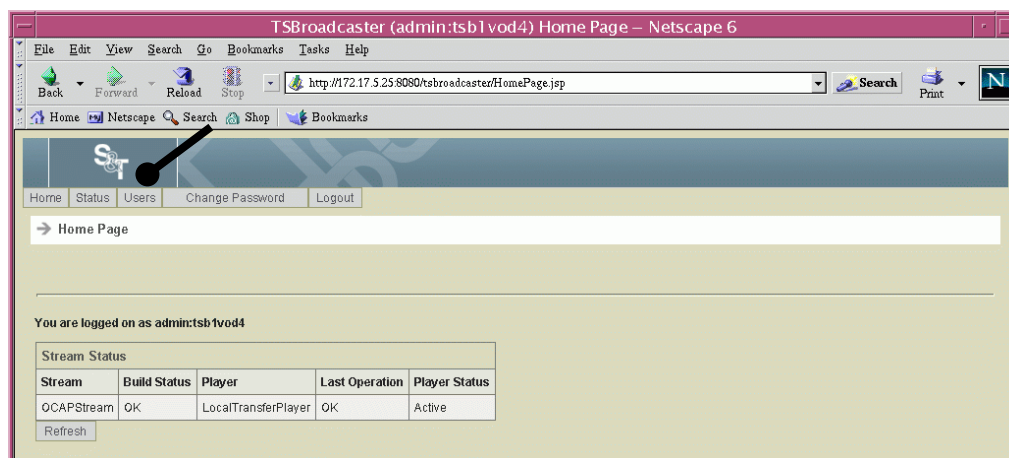 TSBroadcaster (admin:tsb1vod4) Home Page – Netscape 6
File Edit View Search Go Bookmarks Tasks Help
Back Forward Reload Stop http://172.17.5.25:8080/tsbroadcaster/HomePage.jsp Search Print N
Home Netscape Search Shop Bookmarks
S&T
Home Status Users Change Password Logout
Home Page
You are logged on as admin:tsb1vod4
Stream Status
Stream Build Status Player Last Operation Player Status
OCAPStream OK LocalTransferPlayer OK Active
Refresh